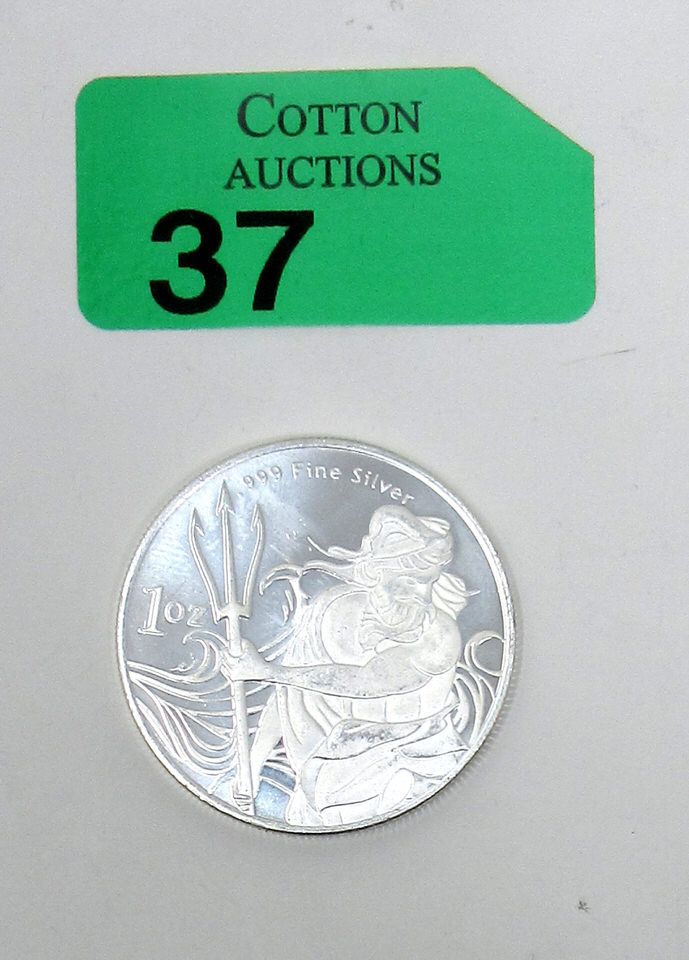 COTTON
AUCTIONS
37
.999 Fine Silver
1oz